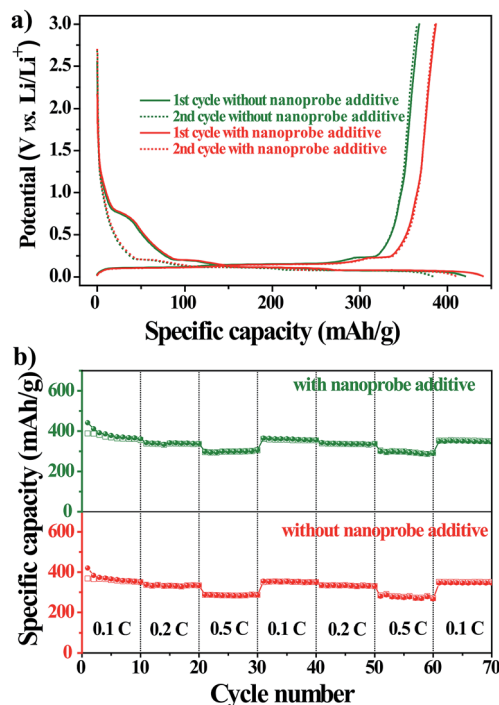 a)
3.0
2.5
2.0
1.5
1.0
0.5
0.0
Potential (V vs. Li/Li+)
1st cycle without nanoprobe additive
2nd cycle without nanoprobe additive
1st cycle with nanoprobe additive
2nd cycle with nanoprobe additive
0 100 200 300 400
Specific capacity (mAh/g)
b)
Specific capacity (mAh/g)
600
400
200
0
with nanoprobe additive
600
400
200
0
without nanoprobe additive
0.1 C 0.2 C 0.5 C 0.1 C 0.2 C 0.5 C 0.1 C
0 10 20 30 40 50 60 70
Cycle number